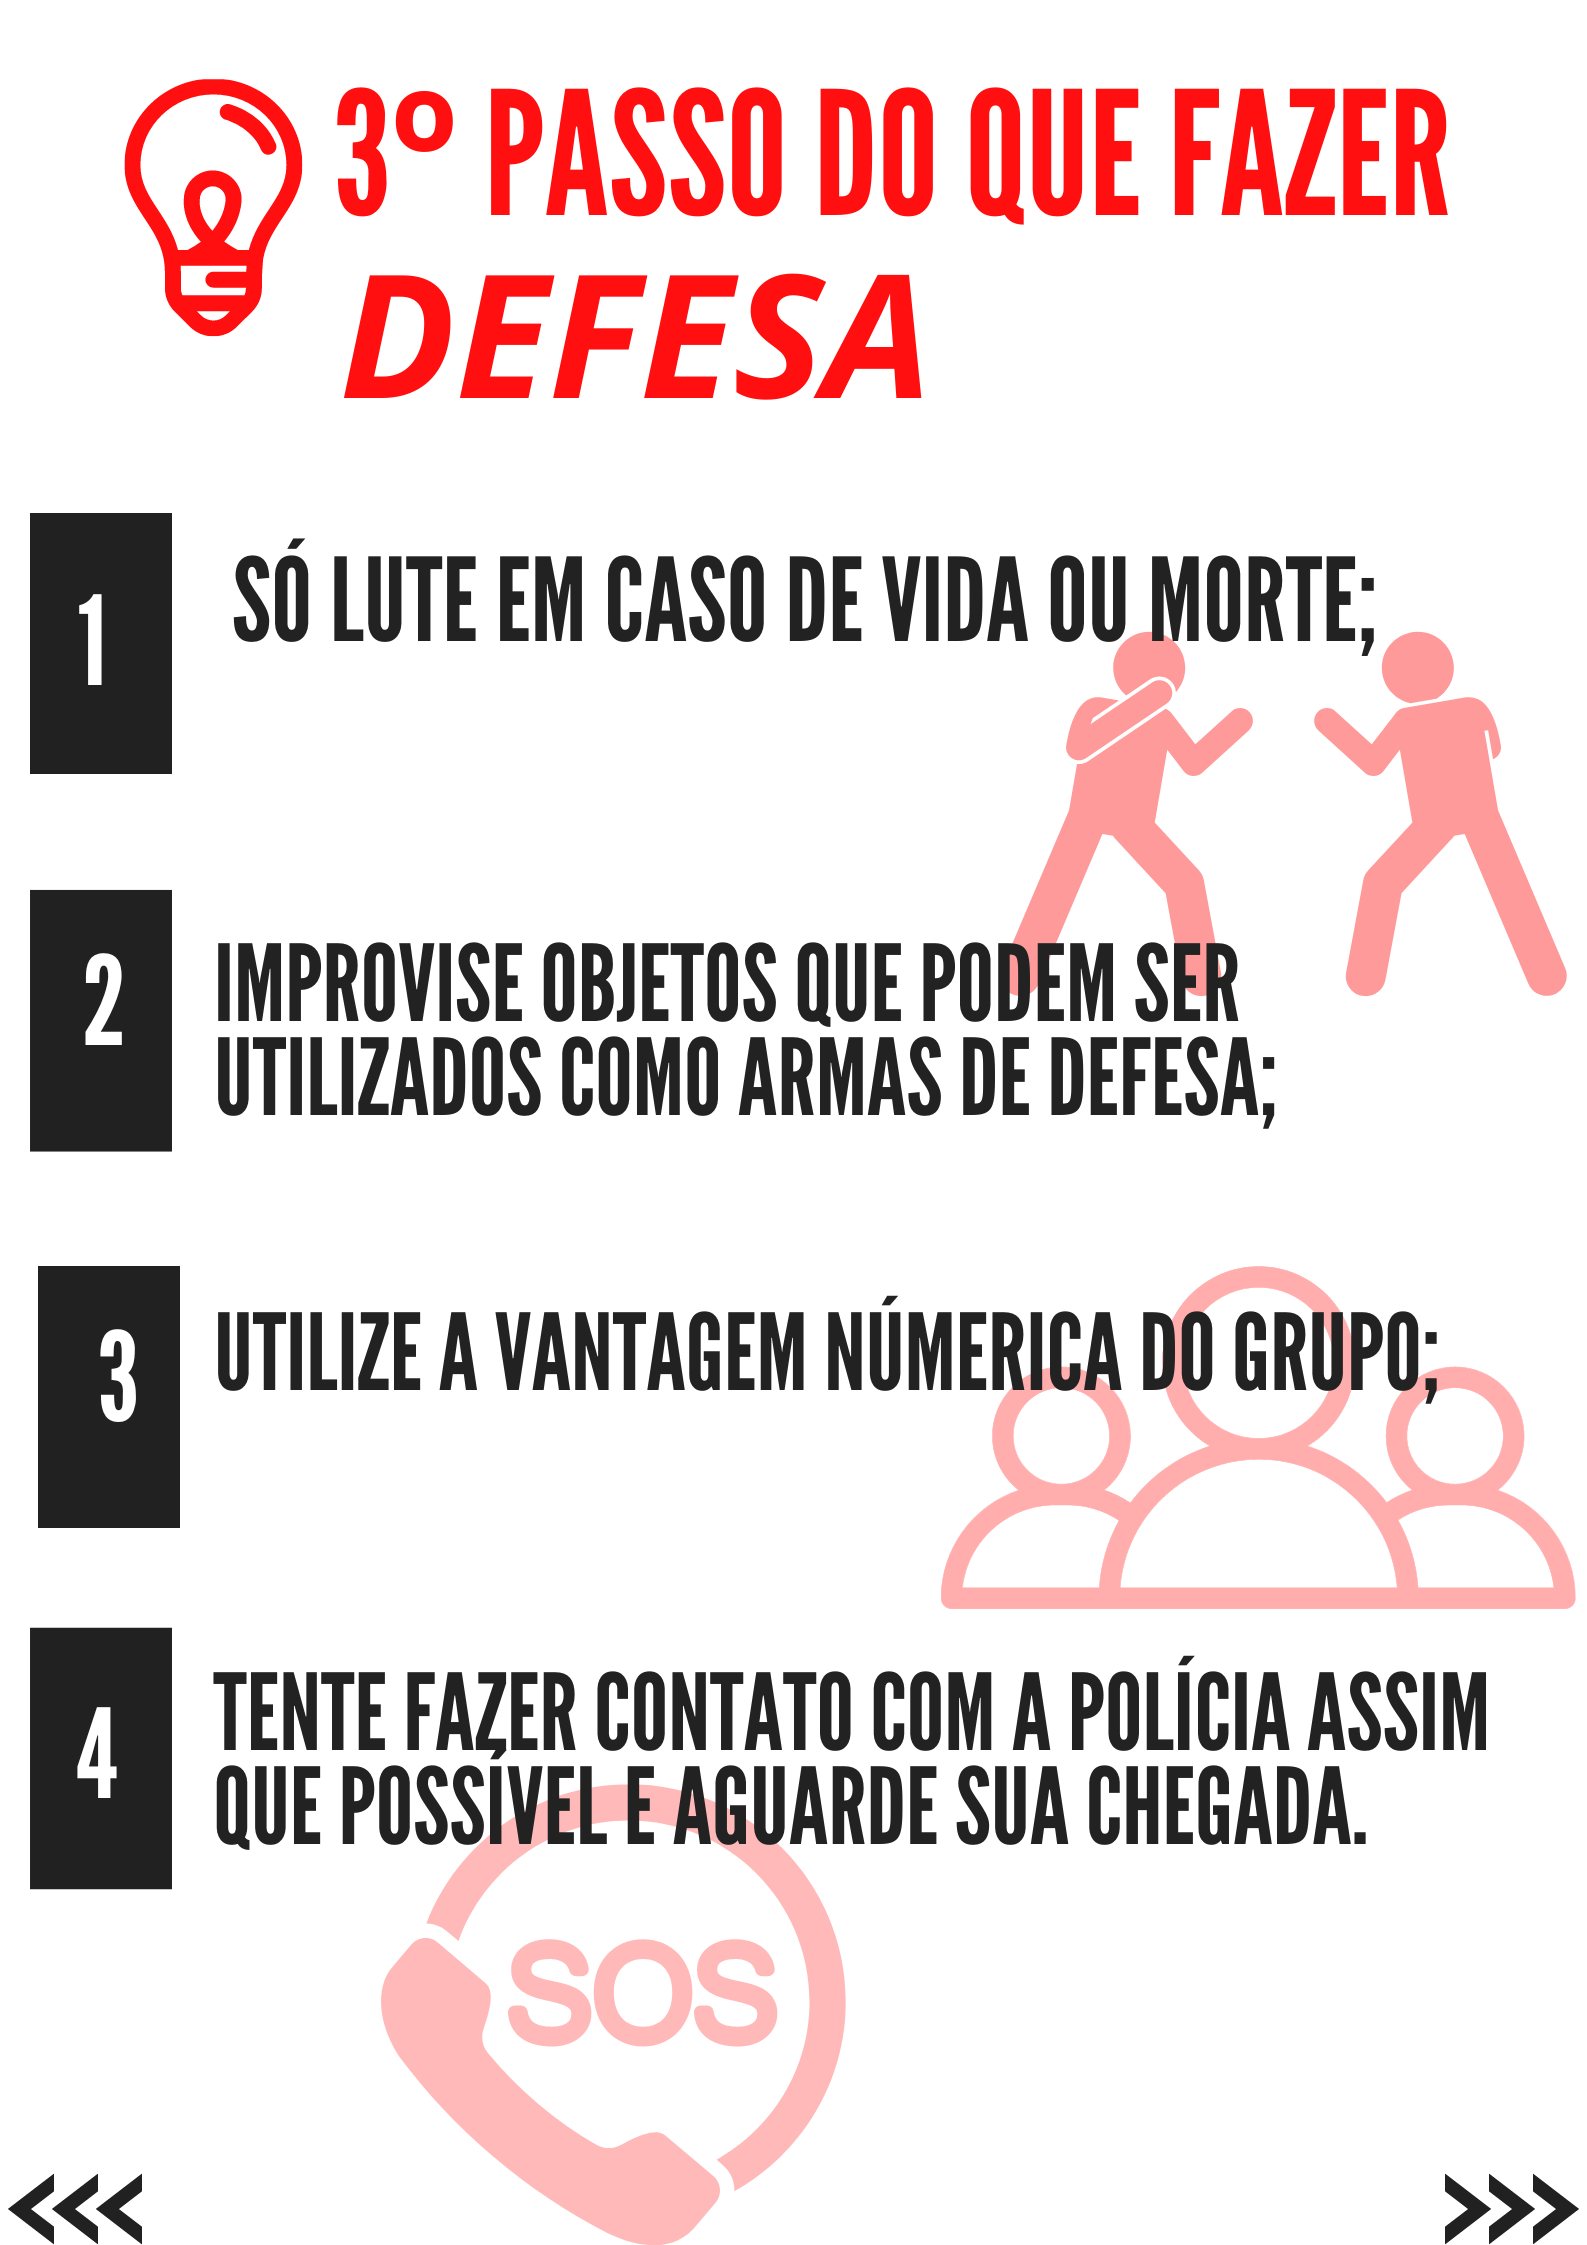 3º PASSO DO QUE FAZER
DEFESA
1
SÓ LUTE EM CASO DE VIDA OU MORTE;
2
IMPROVISE OBJETOS QUE PODEM SER
UTILIZADOS COMO ARMAS DE DEFESA;
3
UTILIZE A VANTAGEM NÚMERICA DO GRUPO;
4
TENTE FAZER CONTATO COM A POLÍCIA ASSIM
QUE POSSÍVEL E AGUARDE SUA CHEGADA.
SOS